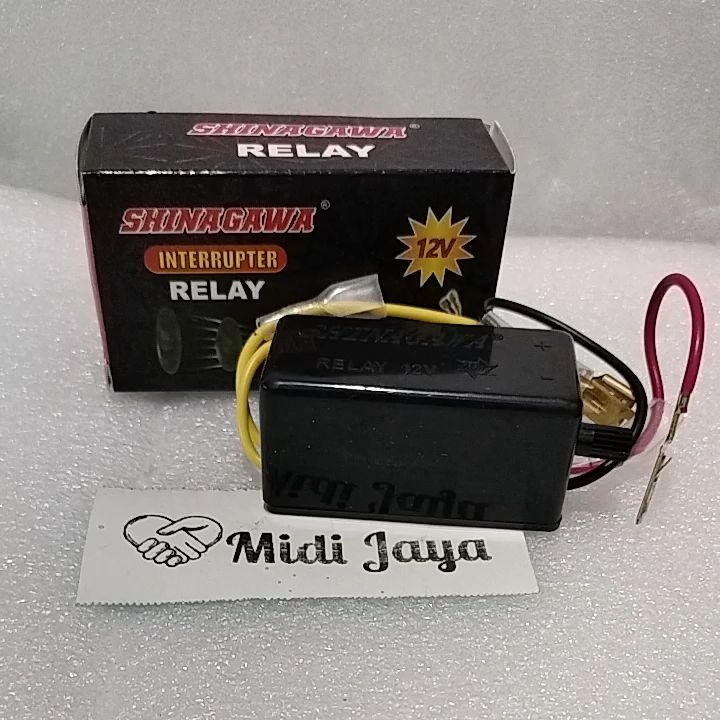 SHINAGAWA®
RELAY
SHINAGAWA®
INTERRUPTER
RELAY
12V
SHINAGAWA®
RELAY 12V
+
-
Midi Jaya